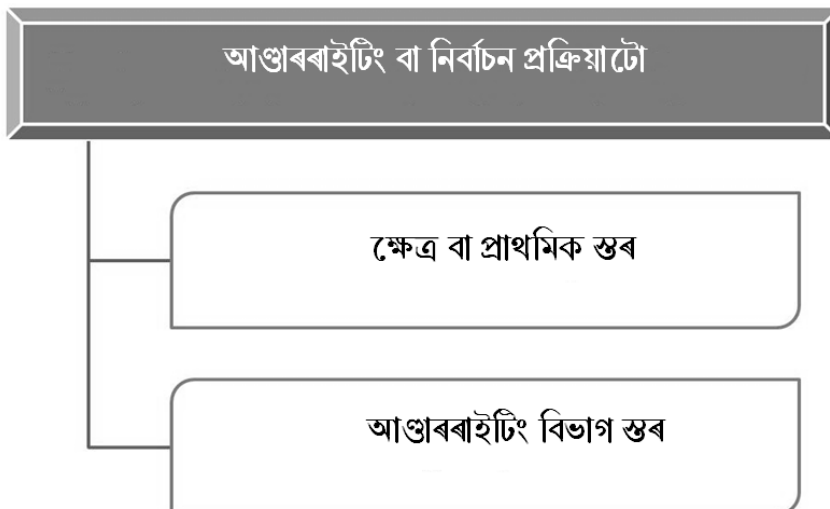 আণ্ডাৰৰাইটিং বা নিৰ্বাচন প্ৰক্ৰিয়াটো
ক্ষেত্ৰ বা প্ৰাথমিক স্তৰ
আণ্ডাৰৰাইটিং বিভাগ স্তৰ